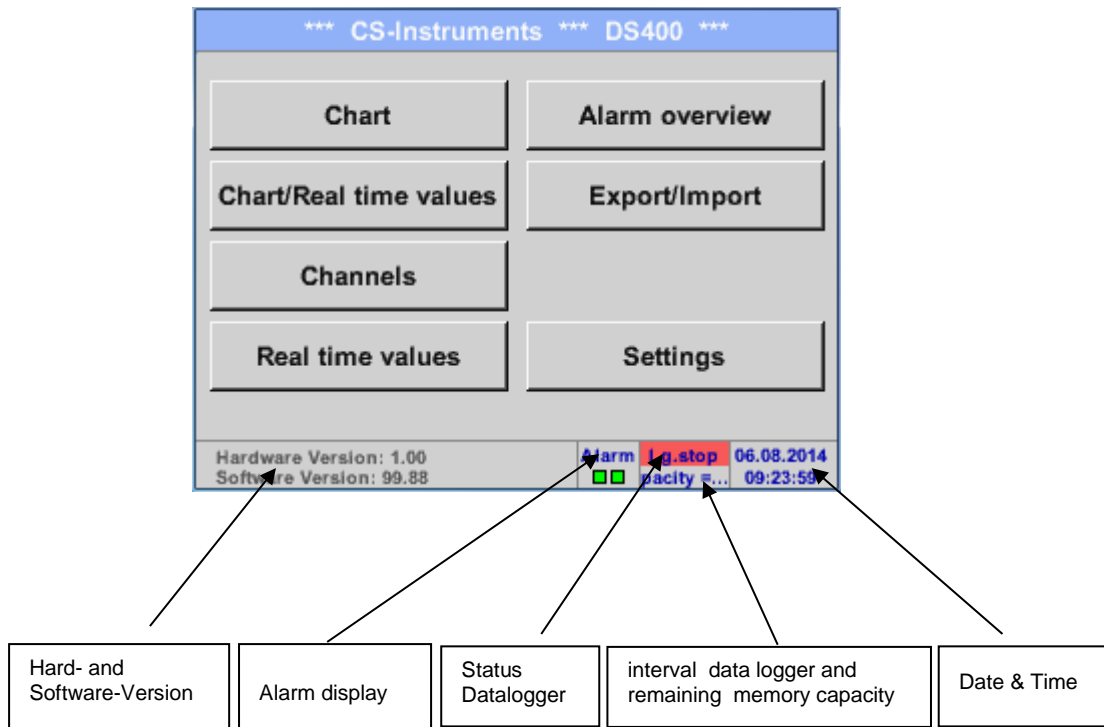 *** CS-Instruments *** DS400 ***
Chart
Alarm overview
Chart/Real time values
Export/Import
Channels
Real time values
Settings
Hardware Version: 1.00
Software Version: 99.88
Alarm
Lg.stop
pacity =...
06.08.2014
09:23:59
Hard- and
Software-Version
Alarm display
Status
Datalogger
interval data logger and
remaining memory capacity
Date & Time